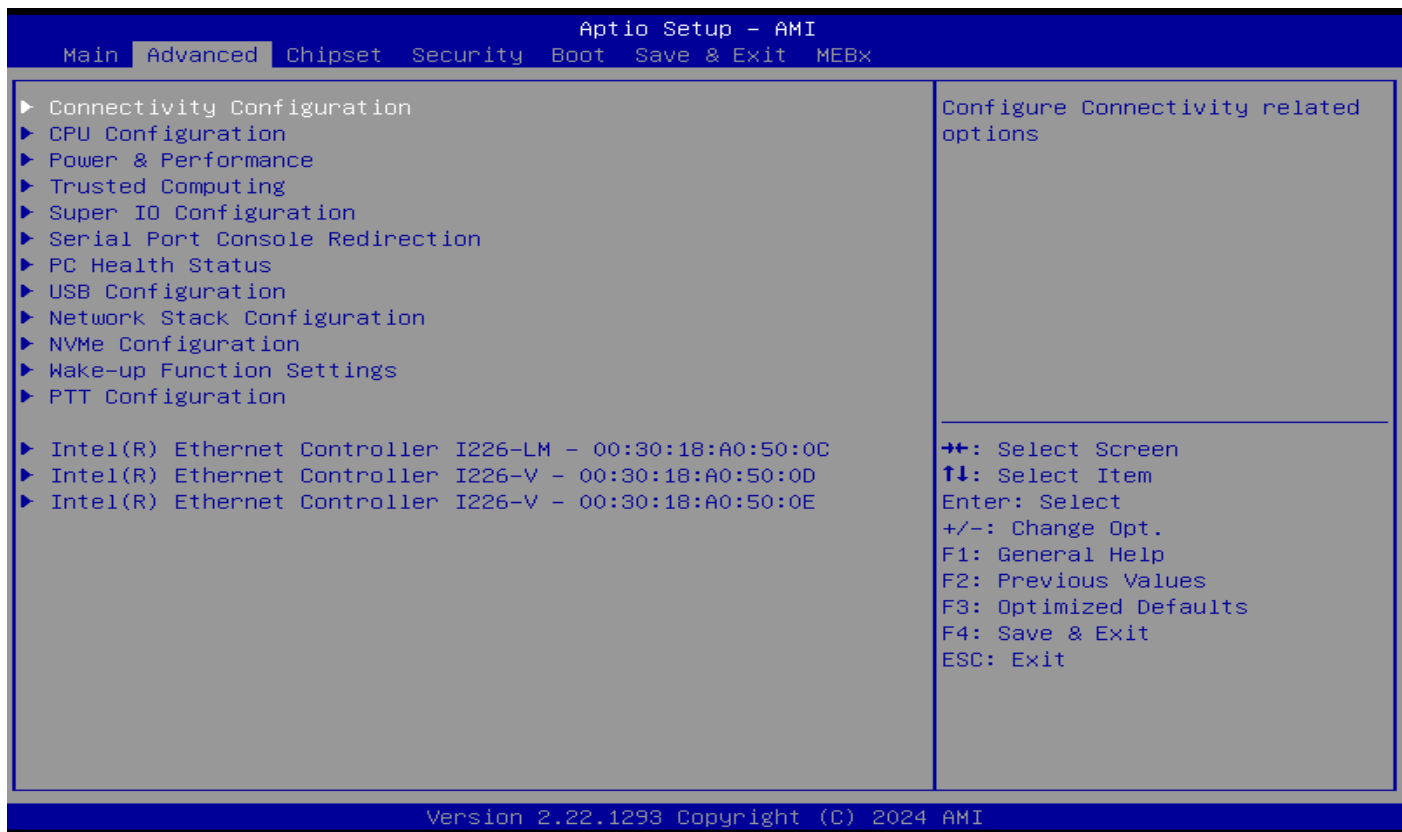 Aptio Setup – AMI
Main Advanced Chipset Security Boot Save & Exit MEBx
▶ Connectivity Configuration
▶ CPU Configuration
▶ Power & Performance
▶ Trusted Computing
▶ Super IO Configuration
▶ Serial Port Console Redirection
▶ PC Health Status
▶ USB Configuration
▶ Network Stack Configuration
▶ NVMe Configuration
▶ Wake-up Function Settings
▶ PTT Configuration
▶ Intel(R) Ethernet Controller I226-LM – 00:30:18:A0:50:0C
▶ Intel(R) Ethernet Controller I226-V – 00:30:18:A0:50:0D
▶ Intel(R) Ethernet Controller I226-V – 00:30:18:A0:50:0E
Configure Connectivity related
options
→←: Select Screen
↑↓: Select Item
Enter: Select
+/-: Change Opt.
F1: General Help
F2: Previous Values
F3: Optimized Defaults
F4: Save & Exit
ESC: Exit
Version 2.22.1293 Copyright (C) 2024 AMI